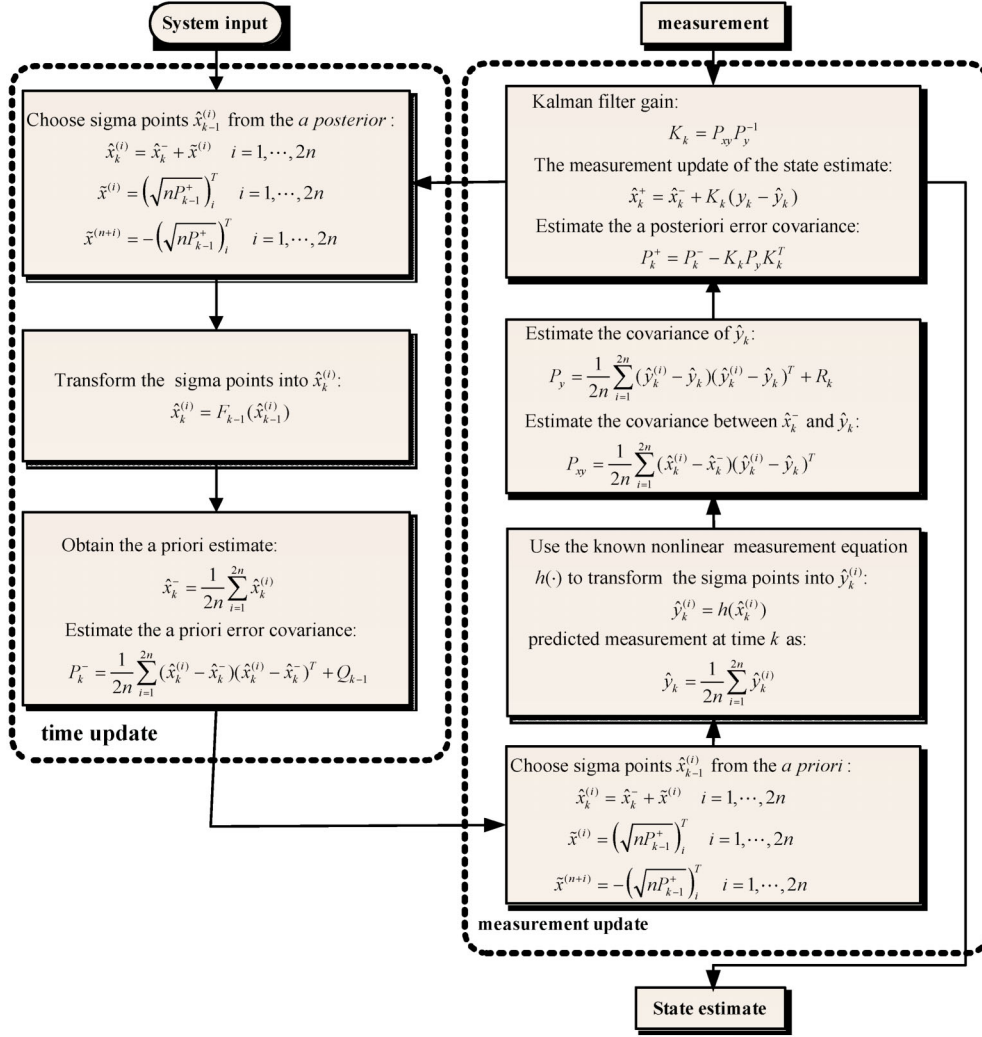 System input
Choose sigma points x̂_{k-1}^{(i)} from the a posterior :
x̂_k^{(i)} = x̂_k^- + x̃^{(i)} i = 1,⋯,2n
x̃^{(i)} = (√(nP_{k-1}^+))_i^T i = 1,⋯,2n
x̃^{(n+i)} = −(√(nP_{k-1}^+))_i^T i = 1,⋯,2n
Transform the sigma points into x̂_k^{(i)}:
x̂_k^{(i)} = F_{k-1}(x̂_{k-1}^{(i)})
Obtain the a priori estimate:
x̂_k^- = \frac{1}{2n} ∑_{i=1}^{2n} x̂_k^{(i)}
Estimate the a priori error covariance:
P_k^- = \frac{1}{2n} ∑_{i=1}^{2n} (x̂_k^{(i)} − x̂_k^-)(x̂_k^{(i)} − x̂_k^-)^T + Q_{k-1}
time update
measurement
Kalman filter gain:
K_k = P_{xy} P_y^{-1}
The measurement update of the state estimate:
x̂_k^+ = x̂_k^- + K_k(y_k − ŷ_k)
Estimate the a posteriori error covariance:
P_k^+ = P_k^- − K_k P_y K_k^T
Estimate the covariance of ŷ_k:
P_y = \frac{1}{2n} ∑_{i=1}^{2n} (ŷ_k^{(i)} − ŷ_k)(ŷ_k^{(i)} − ŷ_k)^T + R_k
Estimate the covariance between x̂_k^- and ŷ_k:
P_{xy} = \frac{1}{2n} ∑_{i=1}^{2n} (x̂_k^{(i)} − x̂_k^-)(ŷ_k^{(i)} − ŷ_k)^T
Use the known nonlinear measurement equation
h(·) to transform the sigma points into ŷ_k^{(i)}:
ŷ_k^{(i)} = h(x̂_k^{(i)})
predicted measurement at time k as:
ŷ_k = \frac{1}{2n} ∑_{i=1}^{2n} ŷ_k^{(i)}
Choose sigma points x̂_{k-1}^{(i)} from the a priori :
x̂_k^{(i)} = x̂_k^- + x̃^{(i)} i = 1,⋯,2n
x̃^{(i)} = (√(nP_{k-1}^+))_i^T i = 1,⋯,2n
x̃^{(n+i)} = −(√(nP_{k-1}^+))_i^T i = 1,⋯,2n
measurement update
State estimate